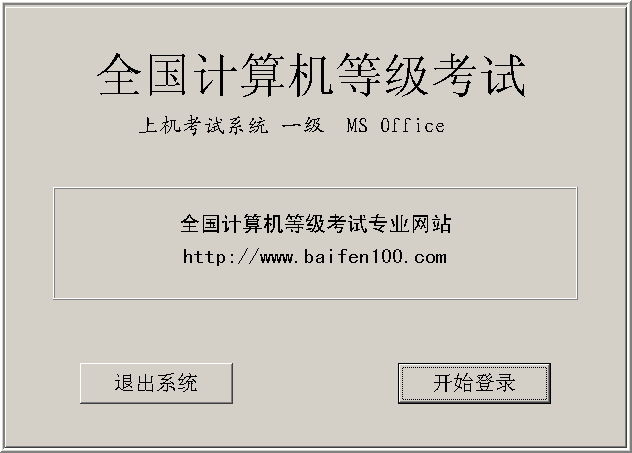 全国计算机等级考试
上机考试系统 一级 MS Office
全国计算机等级考试专业网站
http://www.baifen100.com
退出系统 开始登录